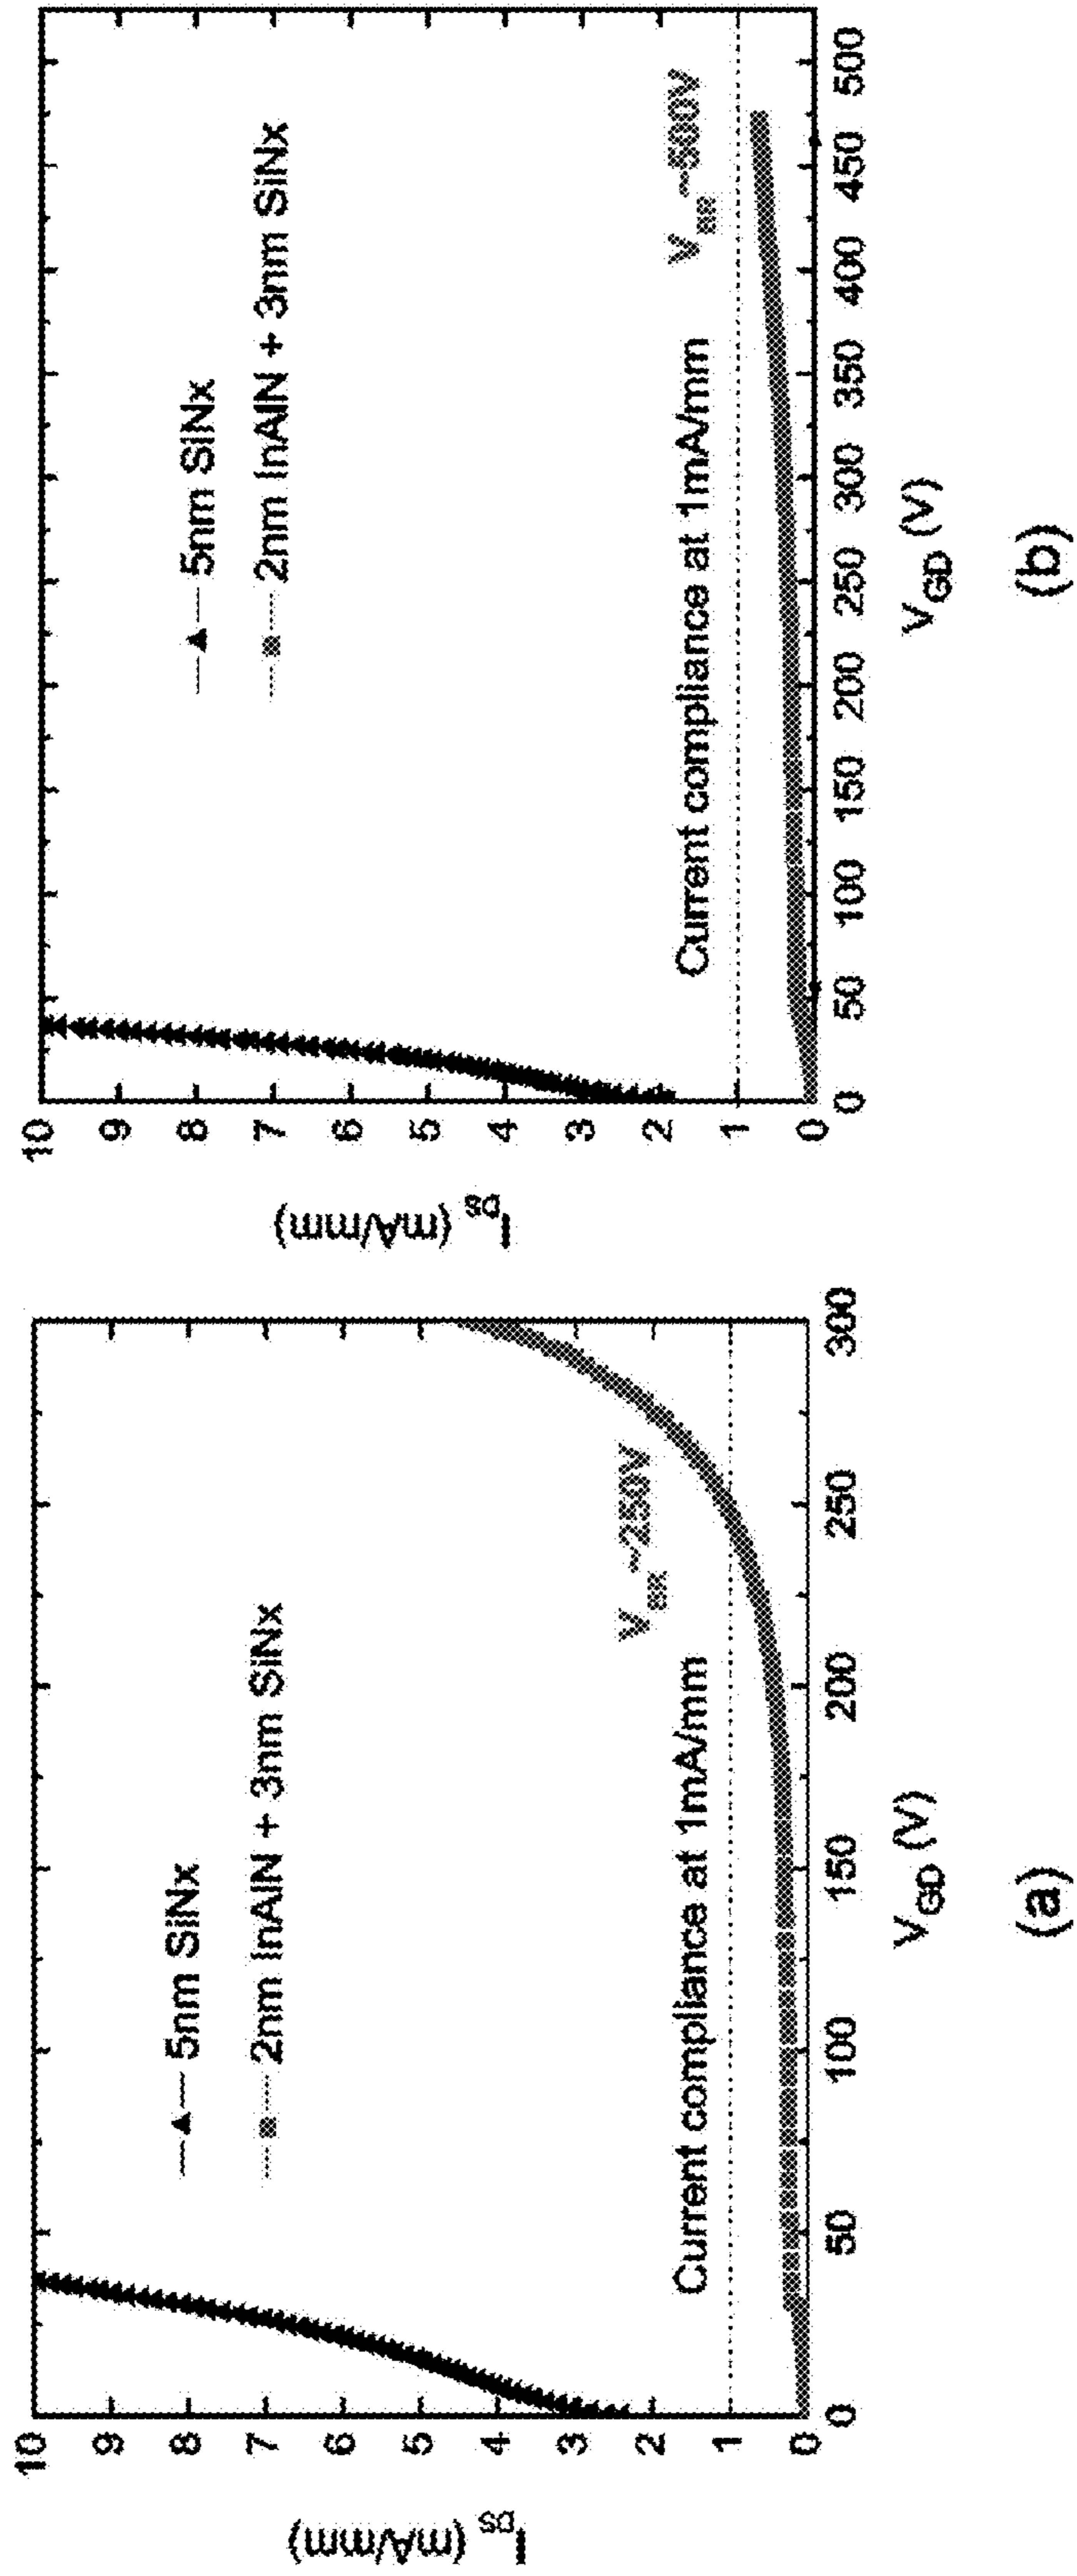 10
9
8
7
6
5
4
3
2
1
0
I_DS (mA/mm)
5nm SiNx
2nm InAlN + 3nm SiNx
V_BR ~250V
Current compliance at 1mA/mm
0 50 100 150 200 250 300
V_GD (V)
(a)
10
9
8
7
6
5
4
3
2
1
0
I_DS (mA/mm)
5nm SiNx
2nm InAlN + 3nm SiNx
V_BR ~500V
Current compliance at 1mA/mm
0 50 100 150 200 250 300 350 400 450 500
V_GD (V)
(b)